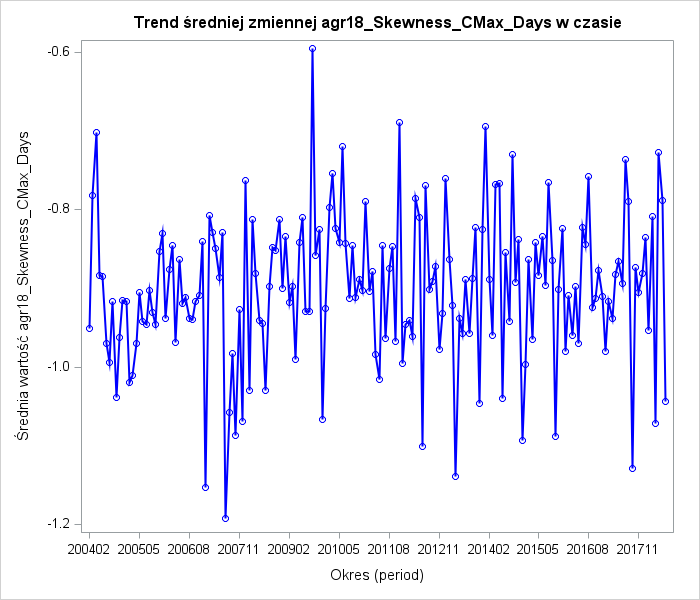 Trend średniej zmiennej agr18_Skewness_CMax_Days w czasie
Średnia wartość agr18_Skewness_CMax_Days
-0.6
-0.8
-1.0
-1.2
200402 200505 200608 200711 200902 201005 201108 201211 201402 201505 201608 201711
Okres (period)